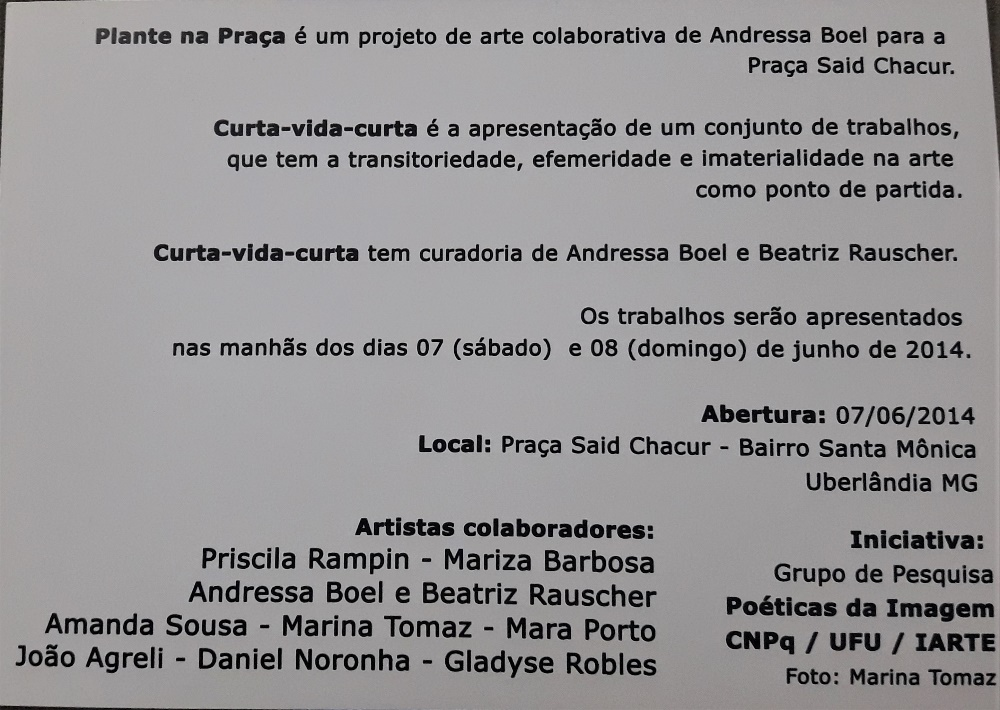 Plante na Praça é um projeto de arte colaborativa de Andressa Boel para a
Praça Said Chacur.
Curta-vida-curta é a apresentação de um conjunto de trabalhos,
que tem a transitoriedade, efemeridade e imaterialidade na arte
como ponto de partida.
Curta-vida-curta tem curadoria de Andressa Boel e Beatriz Rauscher.
Os trabalhos serão apresentados
nas manhãs dos dias 07 (sábado) e 08 (domingo) de junho de 2014.
Abertura: 07/06/2014
Local: Praça Said Chacur - Bairro Santa Mônica
Uberlândia MG
Artistas colaboradores:
Priscila Rampin - Mariza Barbosa
Andressa Boel e Beatriz Rauscher
Amanda Sousa - Marina Tomaz - Mara Porto
João Agreli - Daniel Noronha - Gladyse Robles
Iniciativa:
Grupo de Pesquisa
Poéticas da Imagem
CNPq / UFU / IARTE
Foto: Marina Tomaz